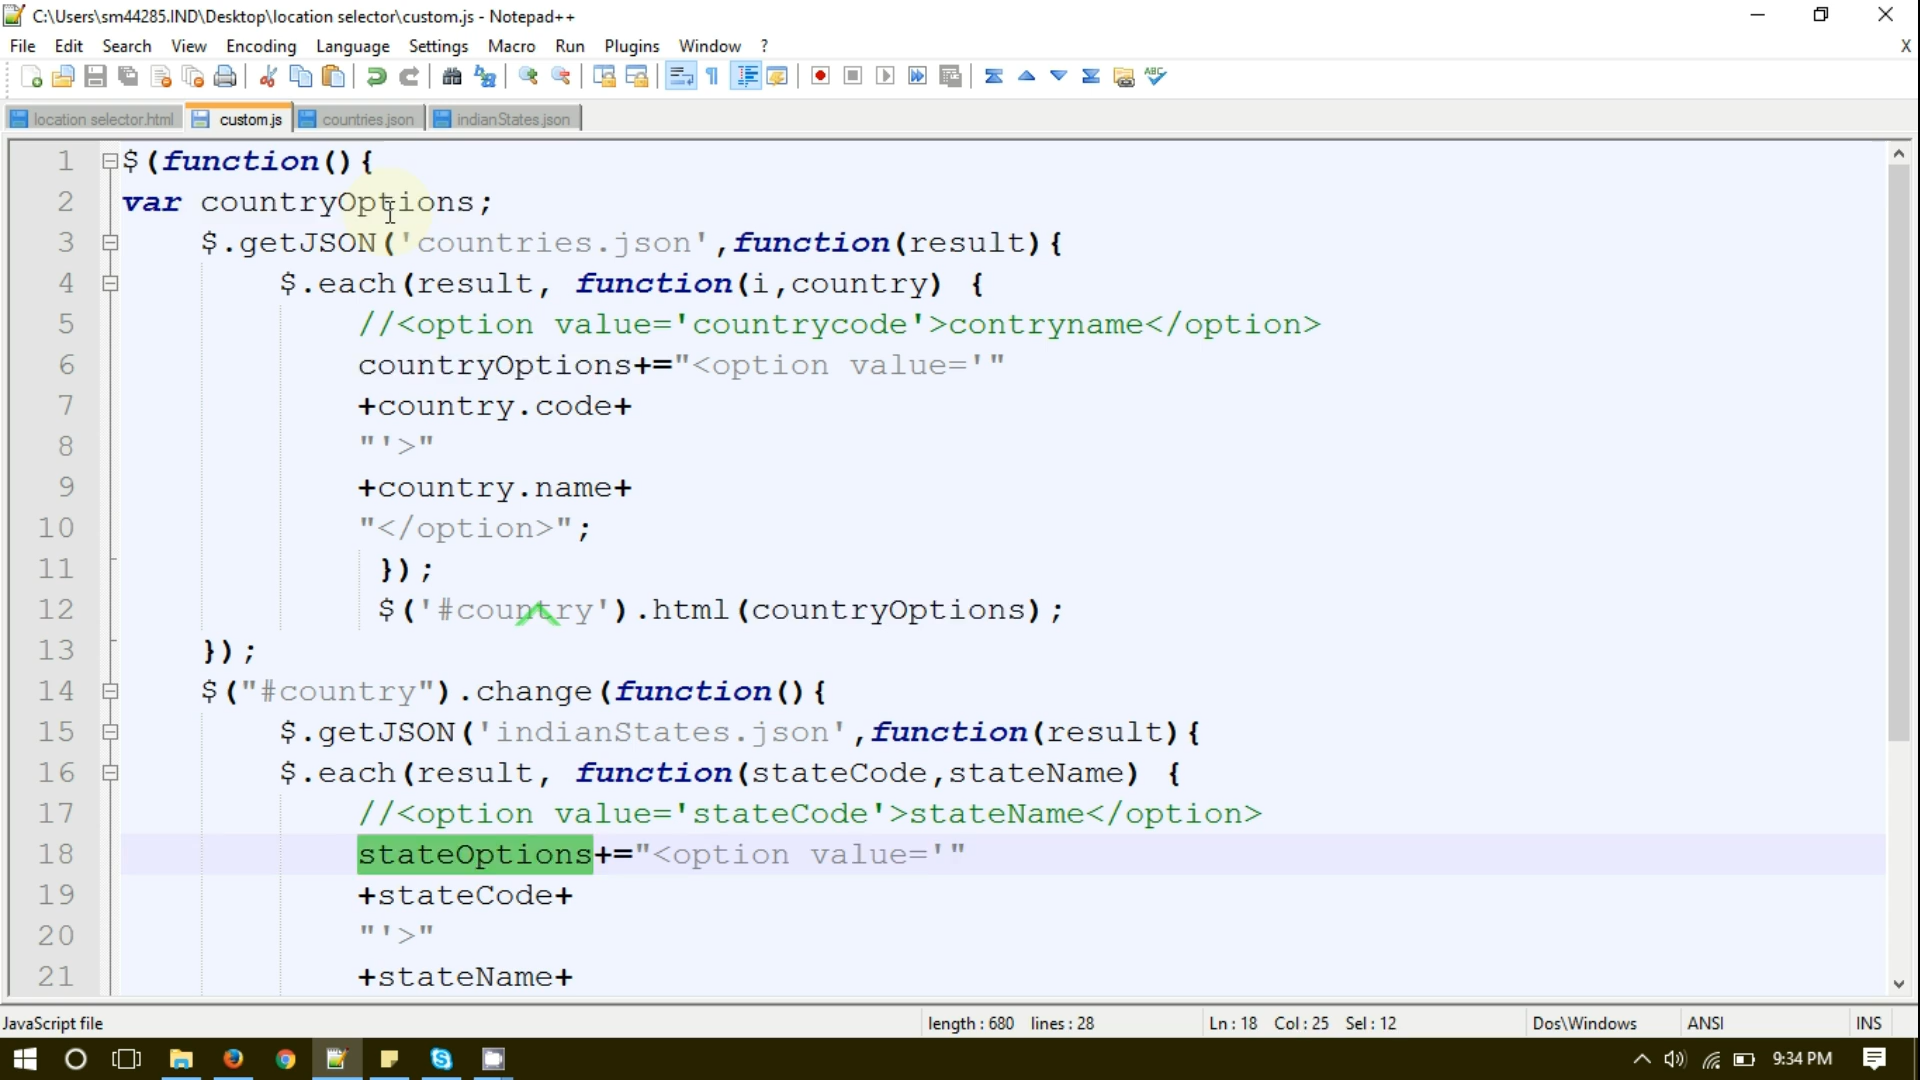 C:\Users\sm44285.IND\Desktop\location selector\custom.js - Notepad++
File Edit Search View Encoding Language Settings Macro Run Plugins Window ? X
location selector.html custom.js countries.json indianStates.json
1 $(function(){
2 var countryOptions;
3 $.getJSON('countries.json',function(result){
4 $.each(result, function(i,country) {
5 //<option value='countrycode'>contryname</option>
6 countryOptions+="<option value='"
7 +country.code+
8 "'>"
9 +country.name+
10 "</option>";
11 });
12 $('#country').html(countryOptions);
13 });
14 $("#country").change(function(){
15 $.getJSON('indianStates.json',function(result){
16 $.each(result, function(stateCode,stateName) {
17 //<option value='stateCode'>stateName</option>
18 stateOptions+="<option value='"
19 +stateCode+
20 "'>"
21 +stateName+
JavaScript file length : 680 lines : 28 Ln : 18 Col : 25 Sel : 12 Dos\Windows ANSI INS
9:34 PM